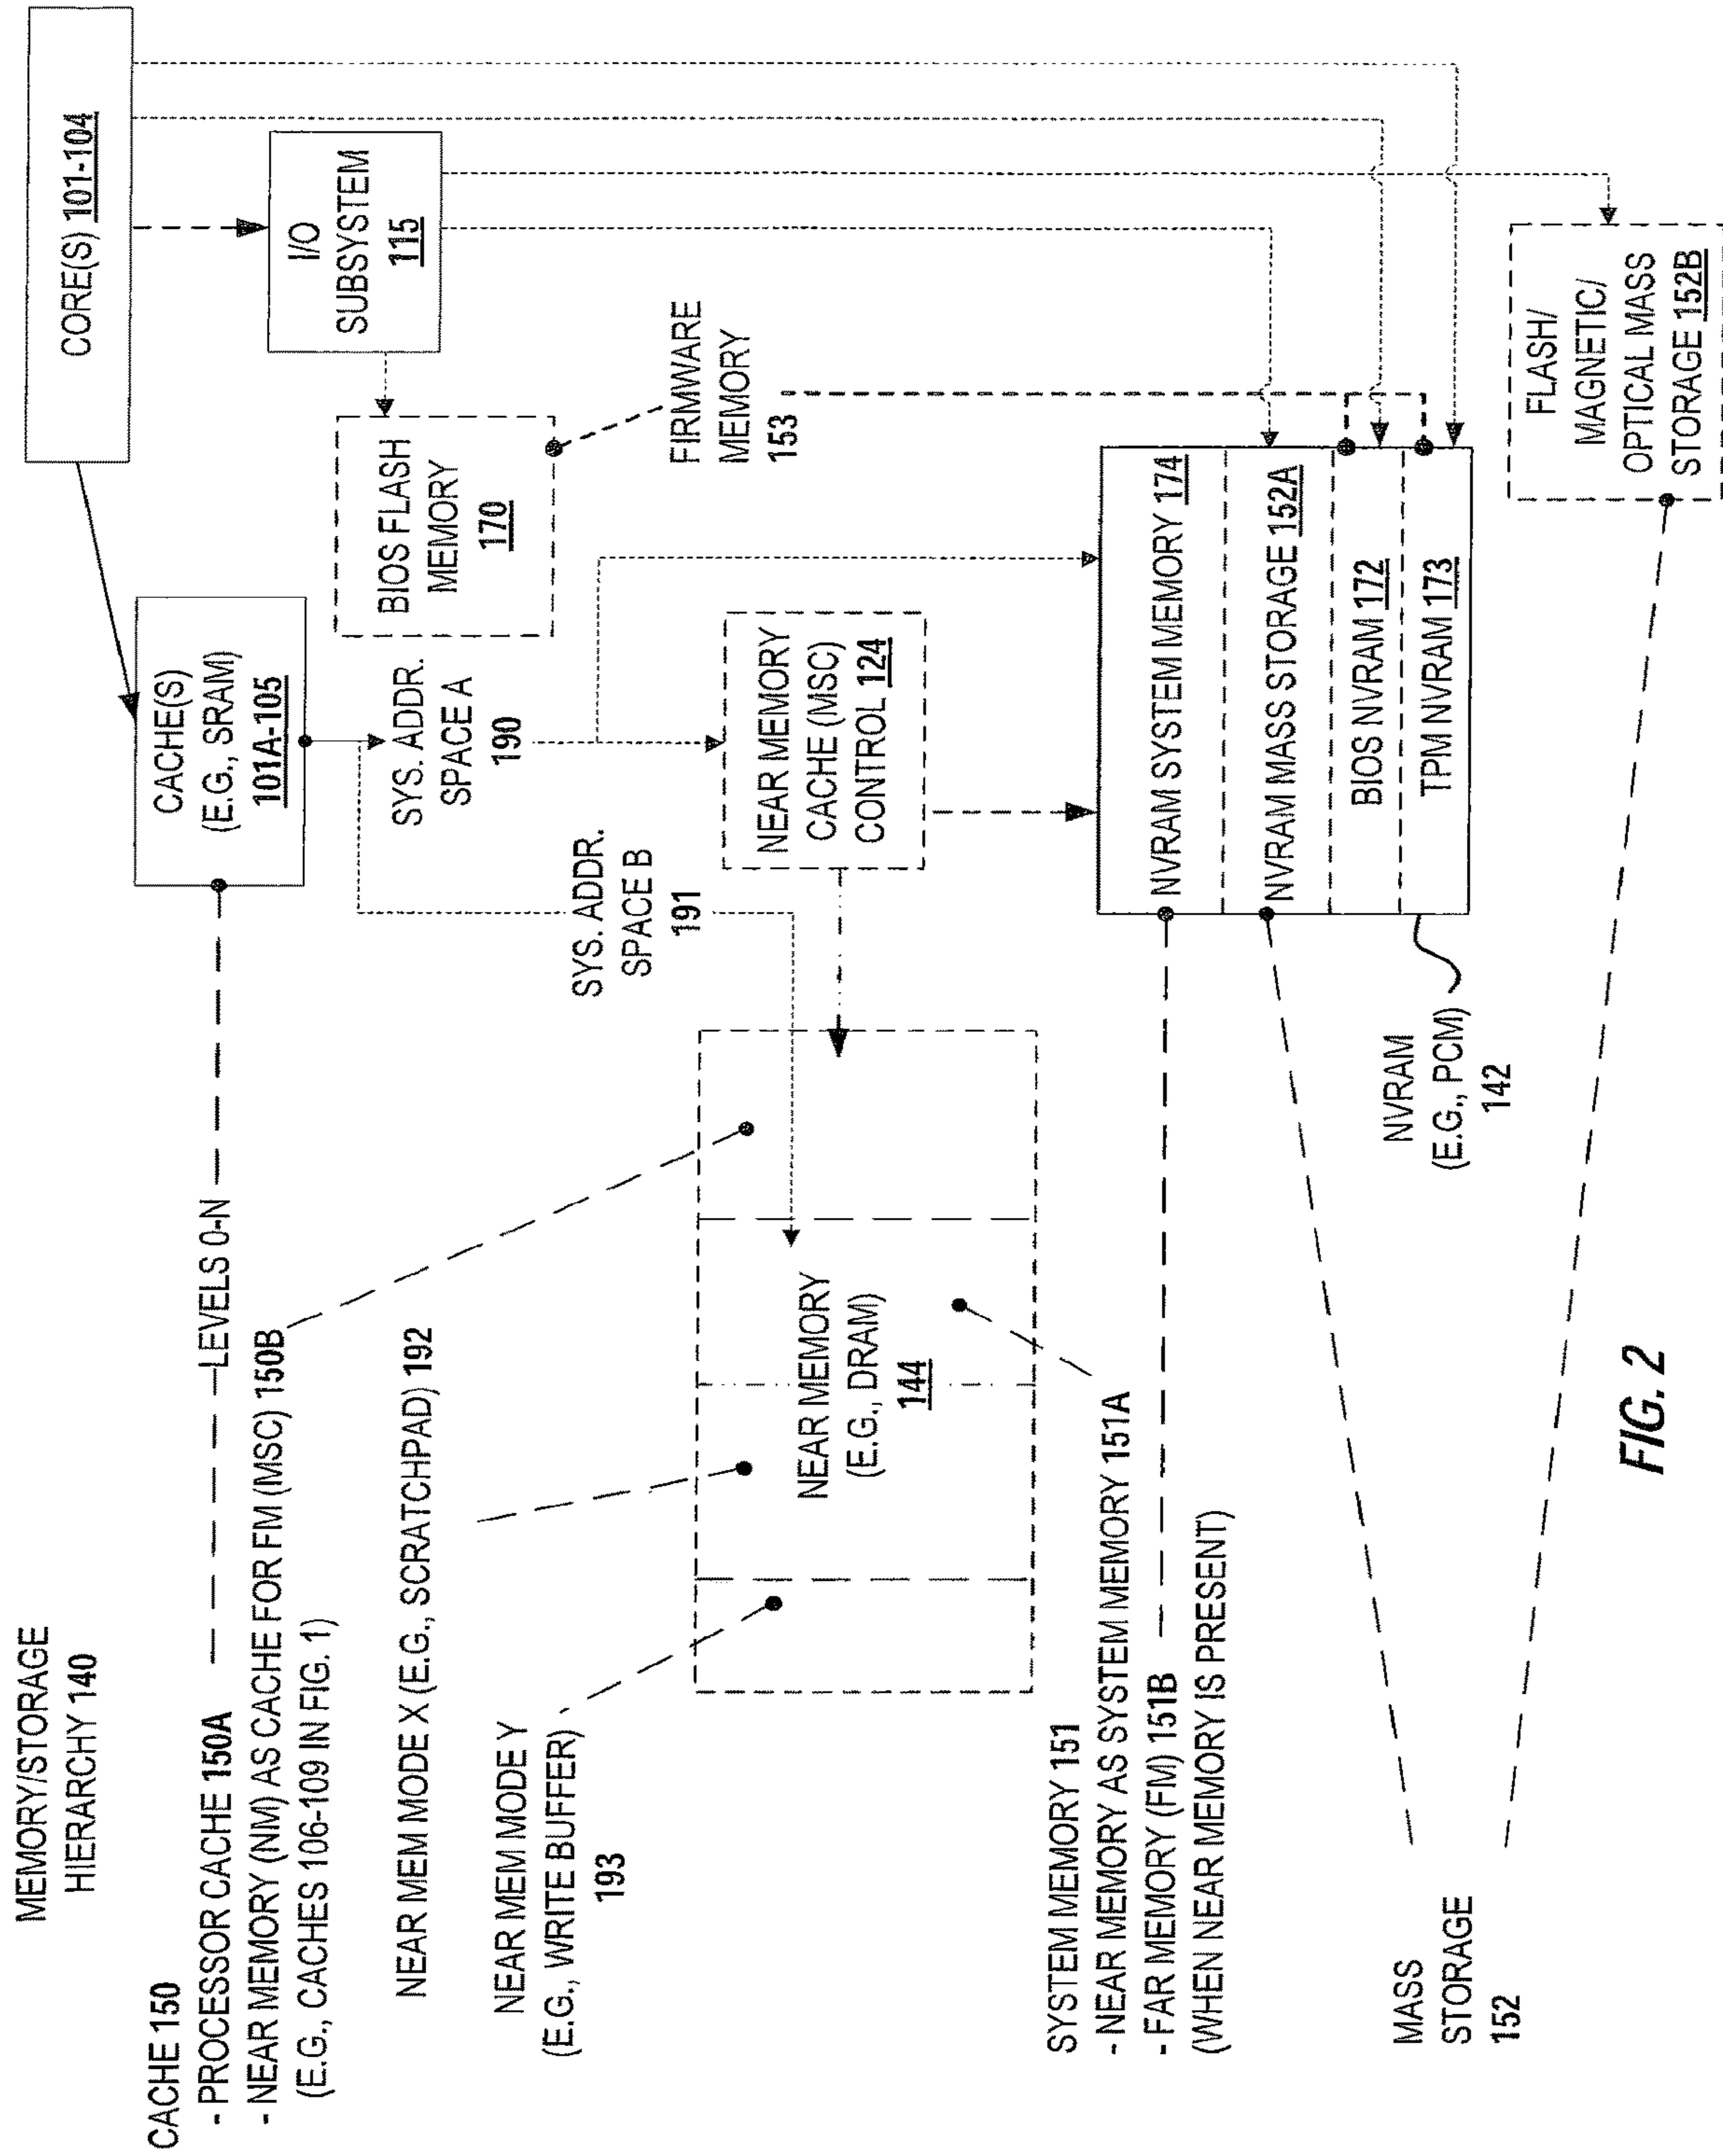 MEMORY/STORAGE
HIERARCHY 140
CORE(S) 101-104
CACHE 150
- PROCESSOR CACHE 150A
LEVELS 0-N
- NEAR MEMORY (NM) AS CACHE FOR FM (MSC) 150B
(E.G., CACHES 106-109 IN FIG. 1)
CACHE(S)
(E.G., SRAM)
101A-105
I/O
SUBSYSTEM
115
BIOS FLASH
MEMORY
170
SYS. ADDR.
SPACE A
190
NEAR MEM MODE X (E.G., SCRATCHPAD) 192
NEAR MEM MODE Y
(E.G., WRITE BUFFER)
193
SYS. ADDR.
SPACE B
191
FIRMWARE
MEMORY
153
NEAR MEMORY
CACHE (MSC)
CONTROL 124
NEAR MEMORY
(E.G., DRAM)
144
SYSTEM MEMORY 151
- NEAR MEMORY AS SYSTEM MEMORY 151A
- FAR MEMORY (FM) 151B
(WHEN NEAR MEMORY IS PRESENT)
NVRAM SYSTEM MEMORY 174
NVRAM MASS STORAGE 152A
BIOS NVRAM 172
TPM NVRAM 173
NVRAM
(E.G., PCM)
142
MASS
STORAGE
152
FLASH/
MAGNETIC/
OPTICAL MASS
STORAGE 152B
FIG. 2